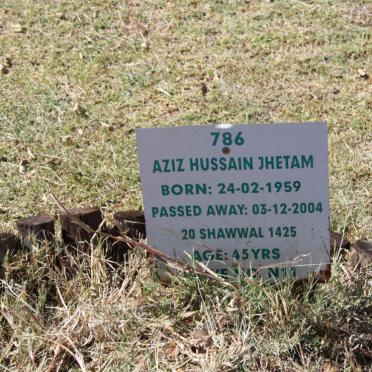 786
AZIZ HUSSAIN JHETAM
BORN: 24-02-1959
PASSED AWAY: 03-12-2004
20 SHAWWAL 1425
AGE: 45YRS